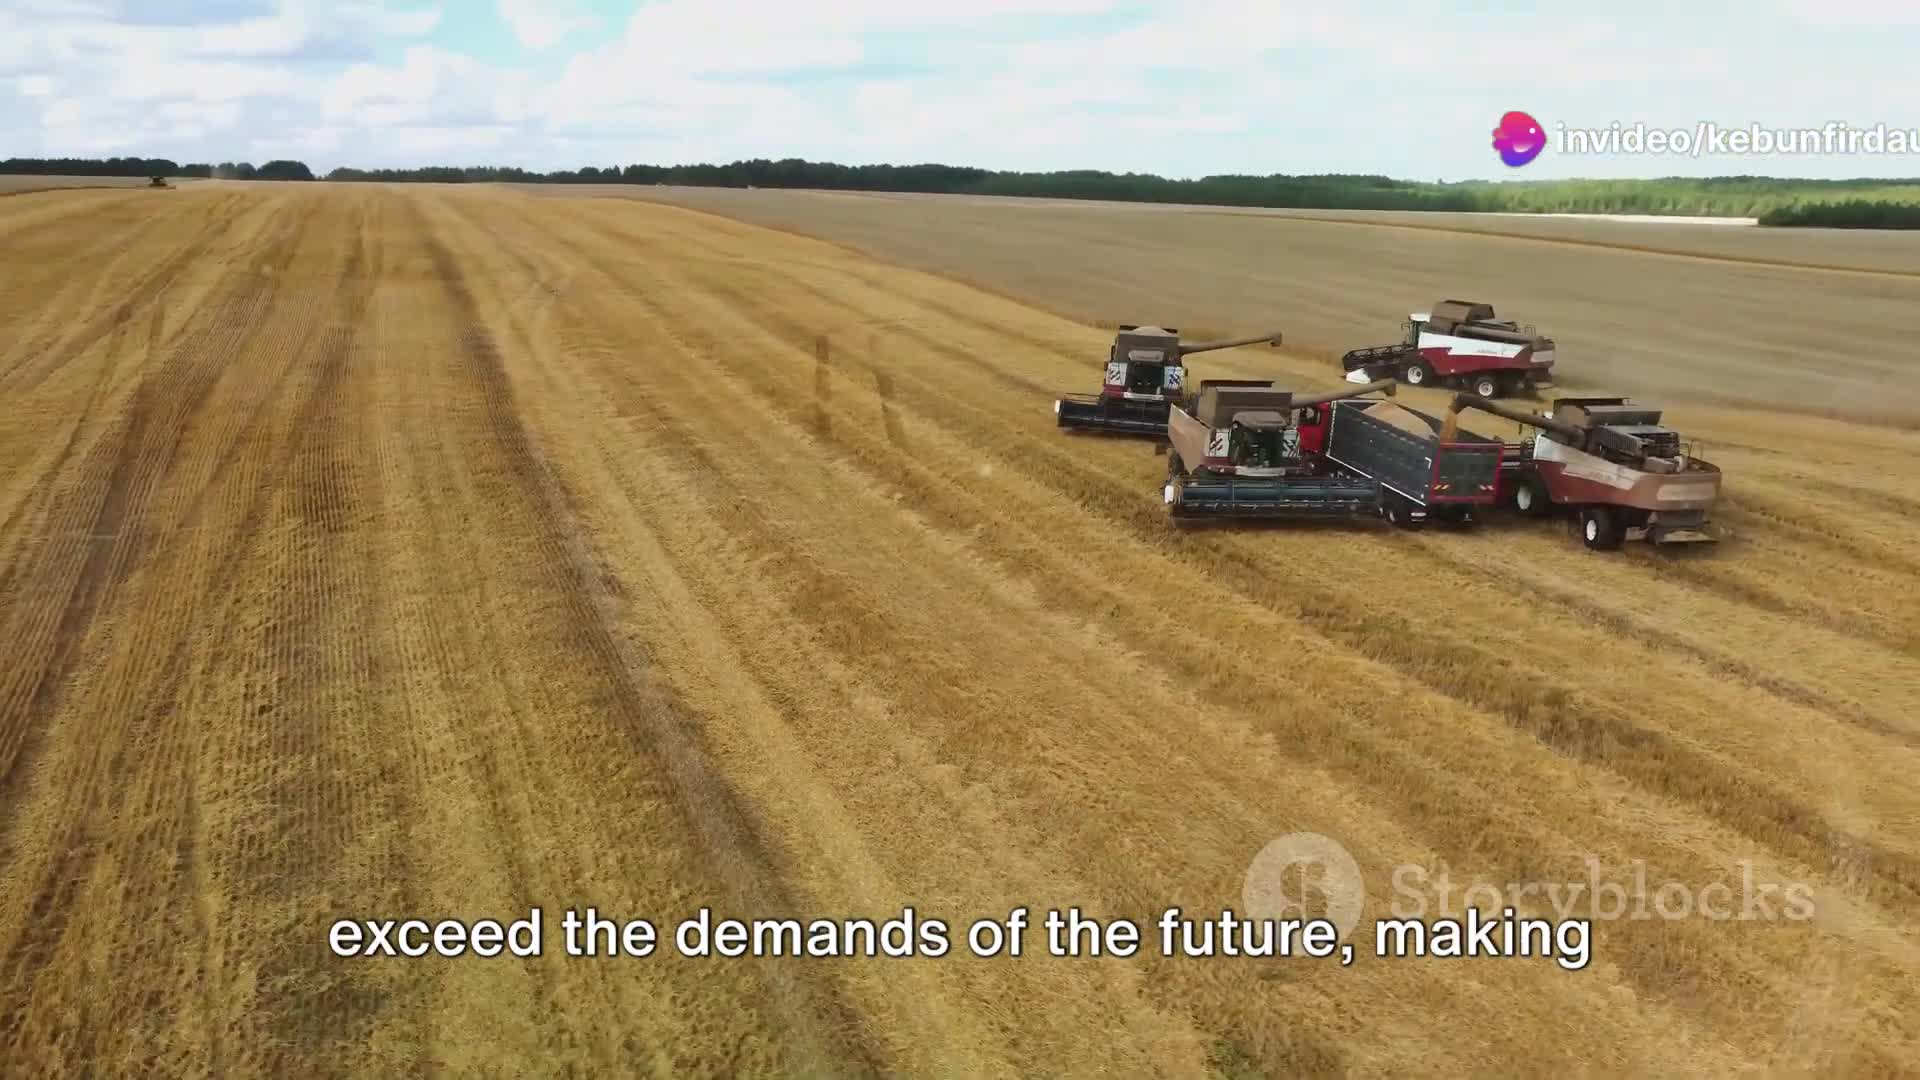 invideo/kebunfirdau
Storyblocks
exceed the demands of the future, making